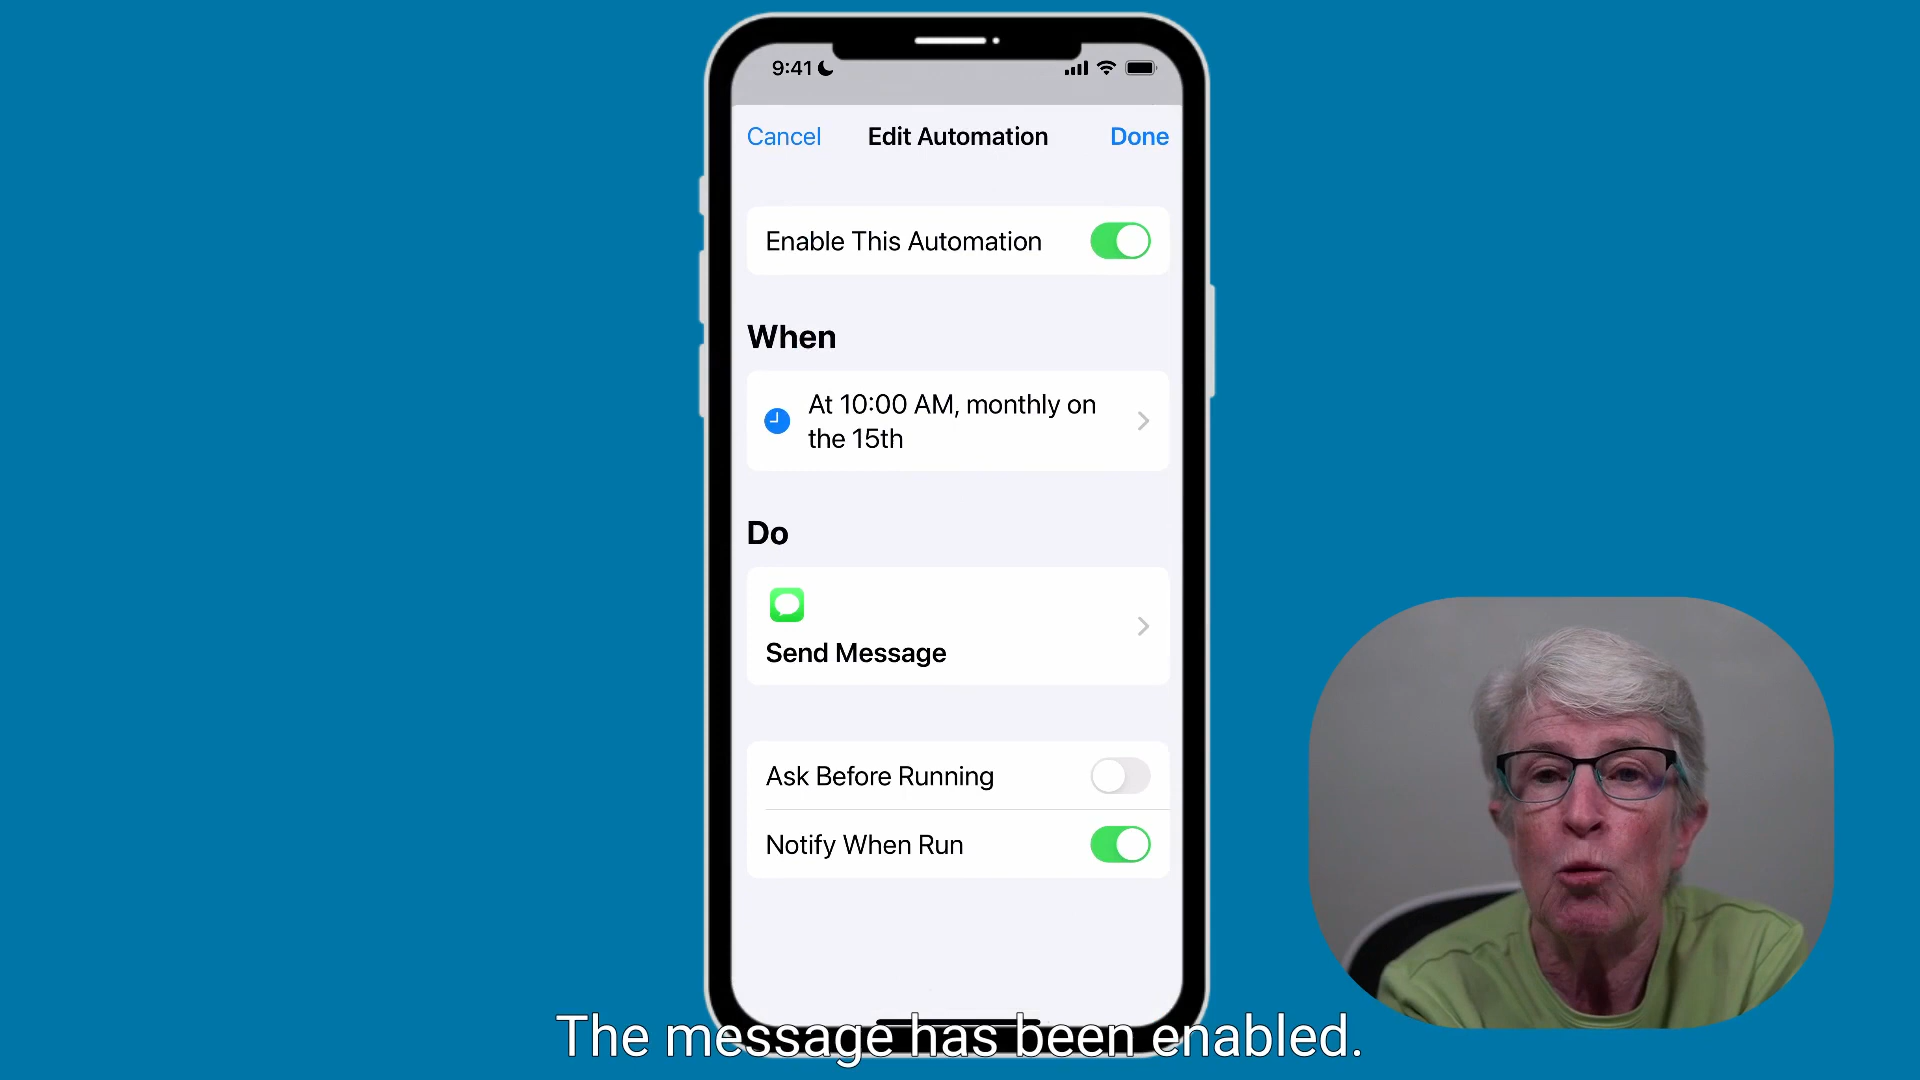 9:41
Cancel
Edit Automation
Done
Enable This Automation
When
At 10:00 AM, monthly on
the 15th
Do
Send Message
Ask Before Running
Notify When Run
The message has been enabled.